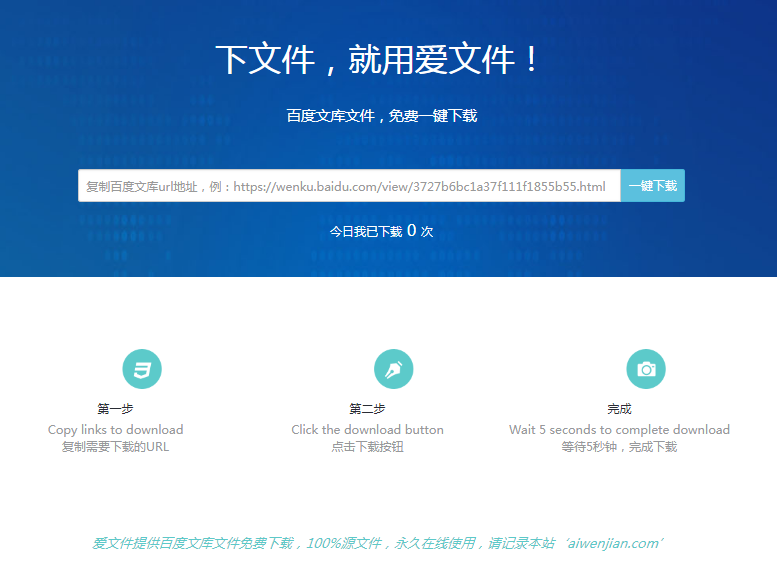 下文件，就用爱文件！
百度文库文件，免费一键下载
复制百度文库url地址，例：https://wenku.baidu.com/view/3727b6bc1a37f111f1855b55.html 一键下载
今日我已下载 0 次
第一步 第二步 完成
Copy links to download Click the download button Wait 5 seconds to complete download
复制需要下载的URL 点击下载按钮 等待5秒钟，完成下载
爱文件提供百度文库文件免费下载，100%源文件，永久在线使用，请记录本站‘aiwenjian.com’